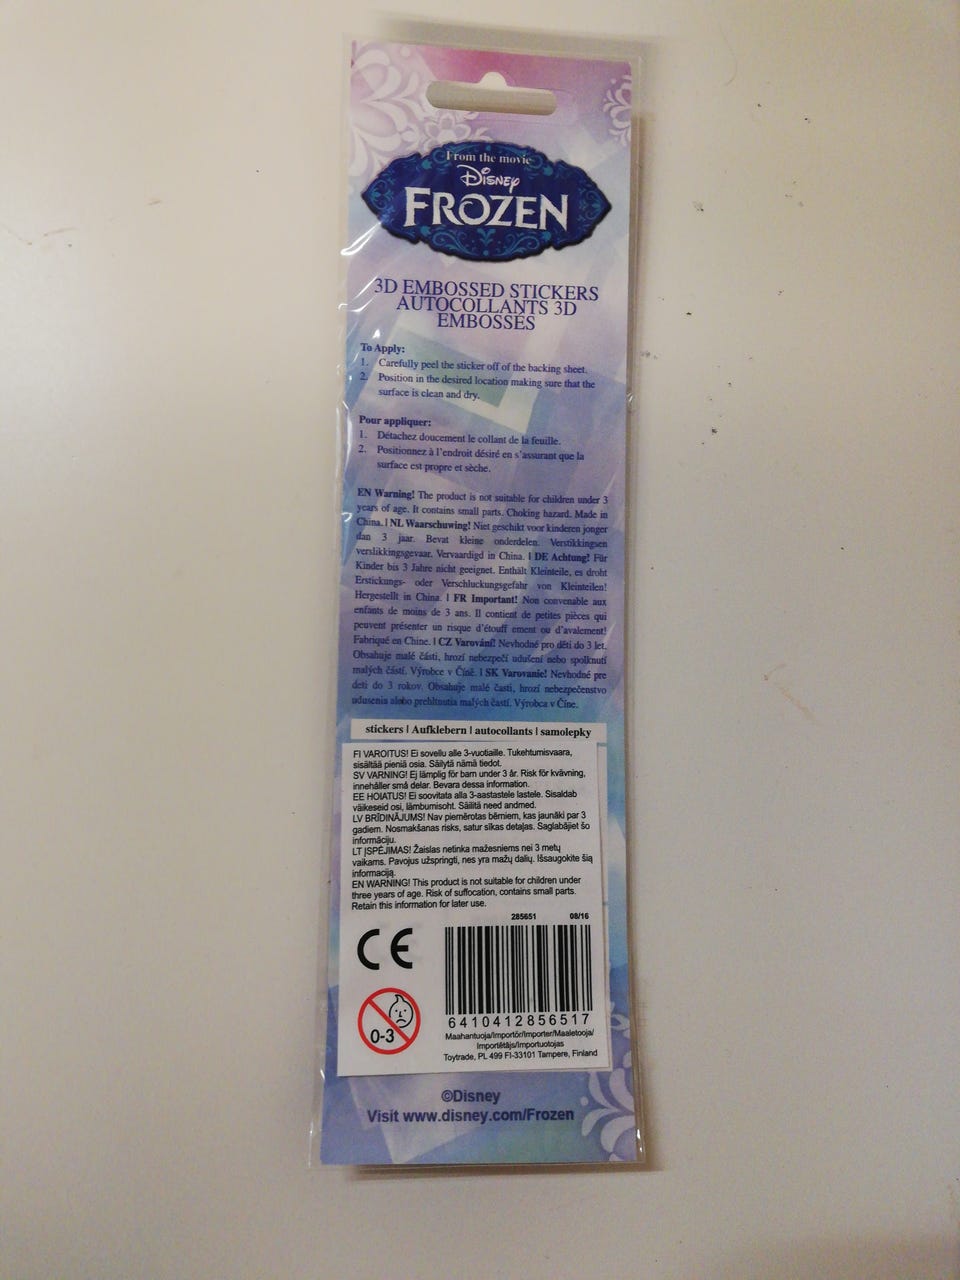 From the movie
Disney
FROZEN
3D EMBOSSED STICKERS
AUTOCOLLANTS 3D
EMBOSSÉS
To Apply:
1. Carefully peel the sticker off of the backing sheet.
2. Position in the desired location making sure that the
surface is clean and dry.
Pour appliquer:
1. Détachez doucement le collant de la feuille.
2. Positionnez à l'endroit désiré en s'assurant que la
surface est propre et sèche.
EN Warning! The product is not suitable for children under 3
years of age. It contains small parts. Choking hazard. Made in
China. | NL Waarschuwing! Niet geschikt voor kinderen jonger
dan 3 jaar. Bevat kleine onderdelen. Verstikkingsen
verslikkingsgevaar. Vervaardigd in China. | DE Achtung! Für
Kinder bis 3 Jahre nicht geeignet. Enthält Kleinteile, es droht
Erstickungs- oder Verschluckungsgefahr von Kleinteilen!
Hergestellt in China. | FR Important! Non convenable aux
enfants de moins de 3 ans. Il contient de petites pièces qui
peuvent présenter un risque d'étouff ement ou d'avalement!
Fabriqué en Chine. | CZ Varování! Nevhodné pro děti do 3 let.
Obsahuje malé části, hrozí nebezpečí udušení nebo spolknutí
malých částí. Výrobce v Číně. | SK Varovanie! Nevhodné pre
deti do 3 rokov. Obsahuje malé časti, hrozí nebezpečenstvo
udusenia alebo prehltnutia malých častí. Výrobca v Číne.
stickers | Aufklebern | autocollants | samolepky
FI VAROITUS! Ei sovellu alle 3-vuotiaille. Tukehtumisvaara,
sisältää pieniä osia. Säilytä nämä tiedot.
SV VARNING! Ej lämplig för barn under 3 år. Risk för kvävning,
innehåller små delar. Bevara dessa information.
EE HOIATUS! Ei soovitata alla 3-aastastele lastele. Sisaldab
väikeseid osi, lämbumisoht. Säilitä need andmed.
LV BRĪDINĀJUMS! Nav piemērotas bērniem, kas jaunāki par 3
gadiem. Nosmakšanas risks, satur sīkas detaļas. Saglabājiet šo
informāciju.
LT ĮSPĖJIMAS! Žaislas netinka mažesniems nei 3 metų
vaikams. Pavojus užspringti, nes yra mažų dalių. Išsaugokite šią
informaciją.
EN WARNING! This product is not suitable for children under
three years of age. Risk of suffocation, contains small parts.
Retain this information for later use.
285651 08/16
CE
0-3
6410412856517
Maahantuoja/Importör/Importer/Maaletooja/
Importētājs/Importuotojas
Toytrade, PL 499 FI-33101 Tampere, Finland
©Disney
Visit www.disney.com/Frozen